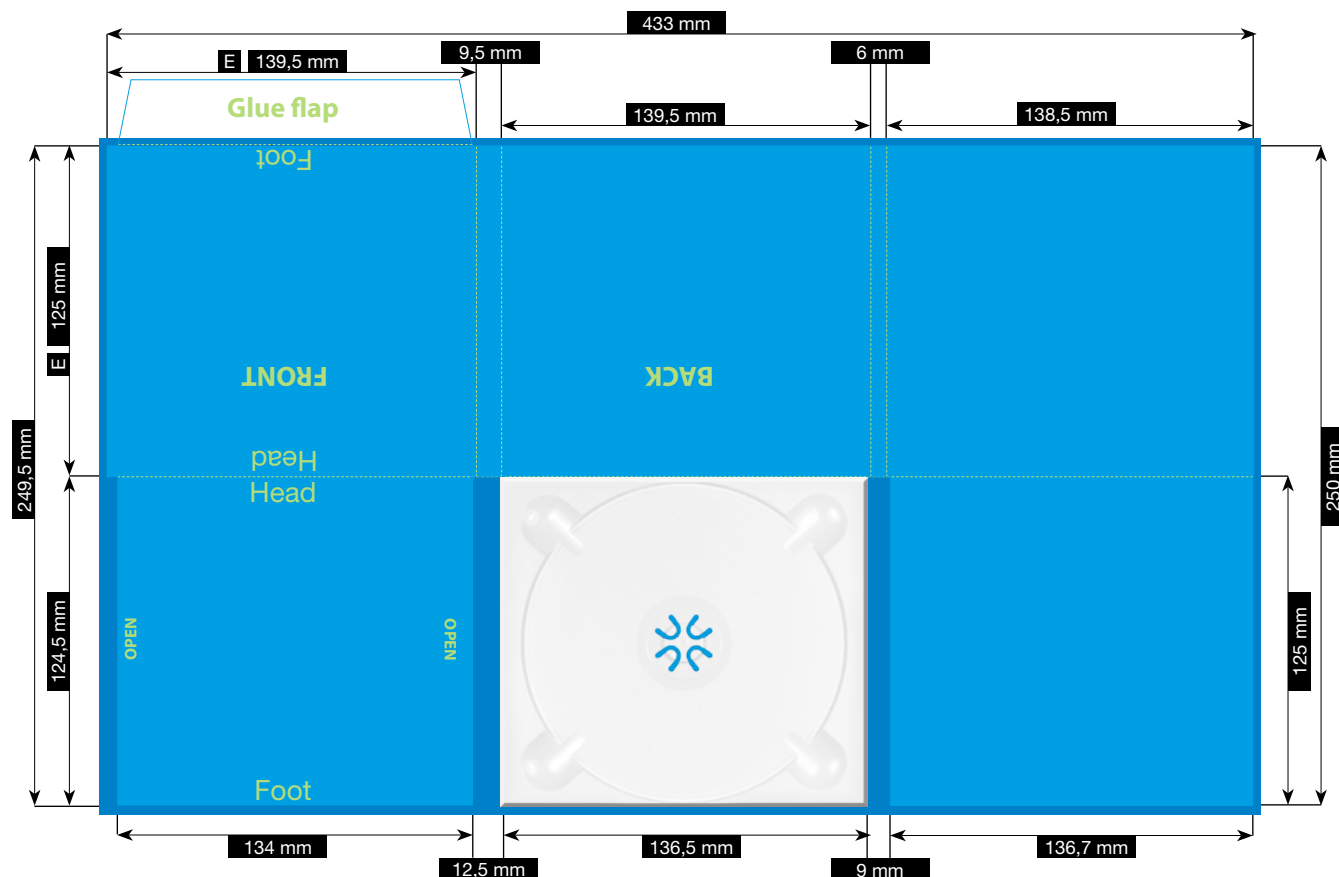 433 mm
9,5 mm
6 mm
E 139,5 mm
139,5 mm
138,5 mm
Glue flap
Foot
125 mm
E
FRONT
BACK
Head
Head
249,5 mm
250 mm
124,5 mm
OPEN
OPEN
125 mm
Foot
134 mm
136,5 mm
136,7 mm
12,5 mm
9 mm